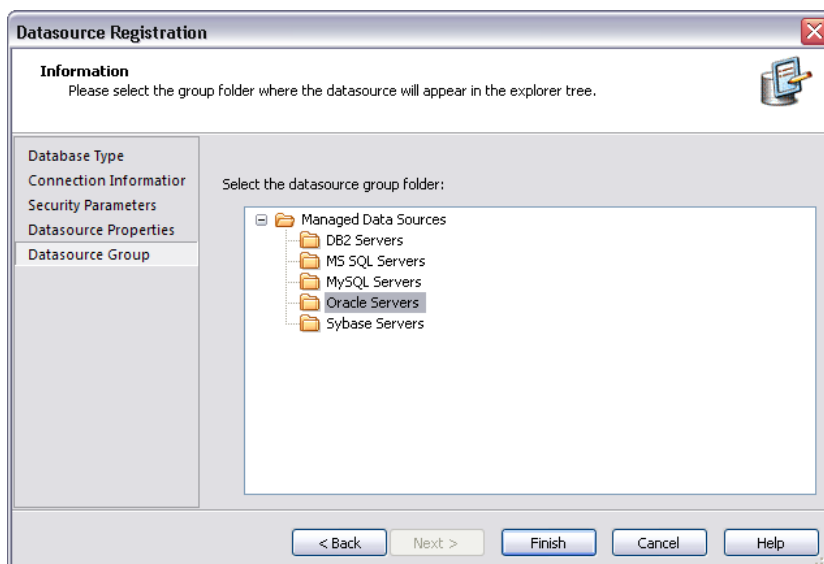 Datasource Registration
Information
Please select the group folder where the datasource will appear in the explorer tree.
Database Type
Connection Informatior
Security Parameters
Datasource Properties
Datasource Group
Select the datasource group folder:
Managed Data Sources
DB2 Servers
MS SQL Servers
MySQL Servers
Oracle Servers
Sybase Servers
< Back Next > Finish Cancel Help